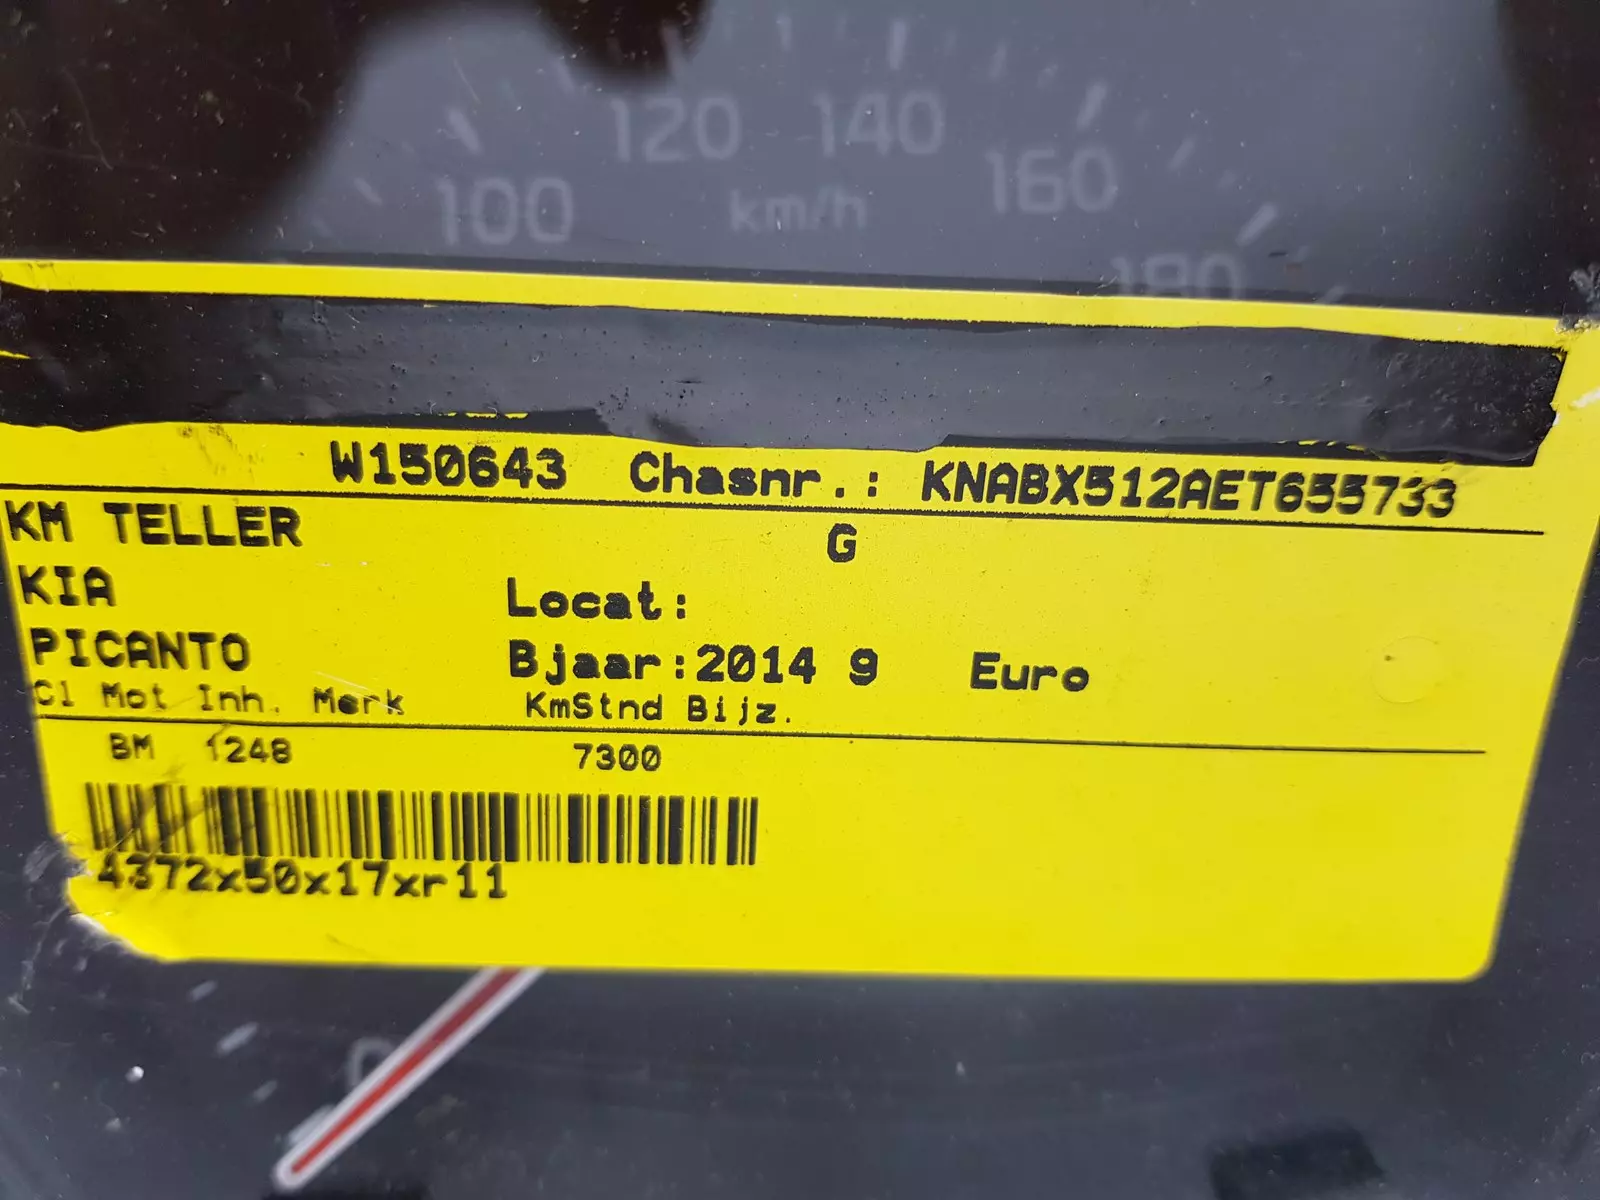 120 140
100 160
km/h
180
W150643 Chasnr.: KNABX512AET655733
KM TELLER G
KIA Locat:
PICANTO Bjaar:2014 9 Euro
Cl Mot Inh. Merk KmStnd Bijz.
BM 1248 7300
4372x50x17xr11